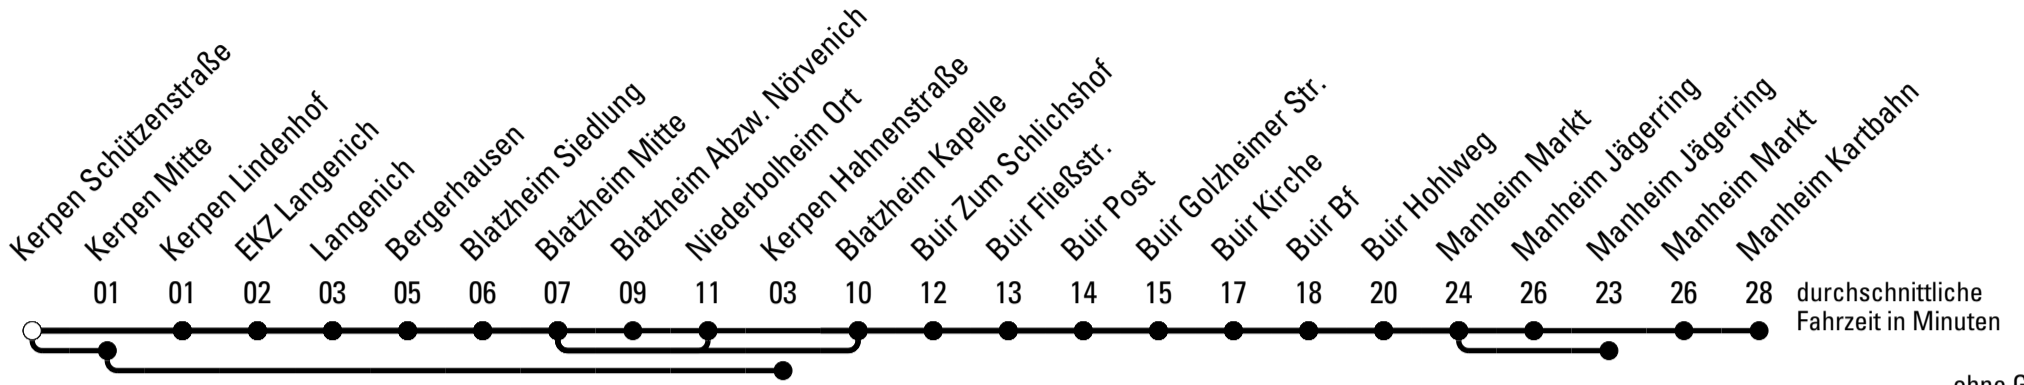 Kerpen Schützenstraße
Kerpen Mitte
Kerpen Lindenhof
EKZ Langenich
Langenich
Bergerhausen
Blatzheim Siedlung
Blatzheim Mitte
Blatzheim Abzw. Nörvenich
Niederbolheim Ort
Kerpen Hahnenstraße
Blatzheim Kapelle
Buir Zum Schlichshof
Buir Fließstr.
Buir Post
Buir Golzheimer Str.
Buir Kirche
Buir Bf
Buir Hohlweg
Manheim Markt
Manheim Jägerring
Manheim Jägerring
Manheim Markt
Manheim Kartbahn
01 01 02 03 05 06 07 09 11 03 10 12 13 14 15 17 18 20 24 26 23 26 28
durchschnittliche
Fahrzeit in Minuten
ohne